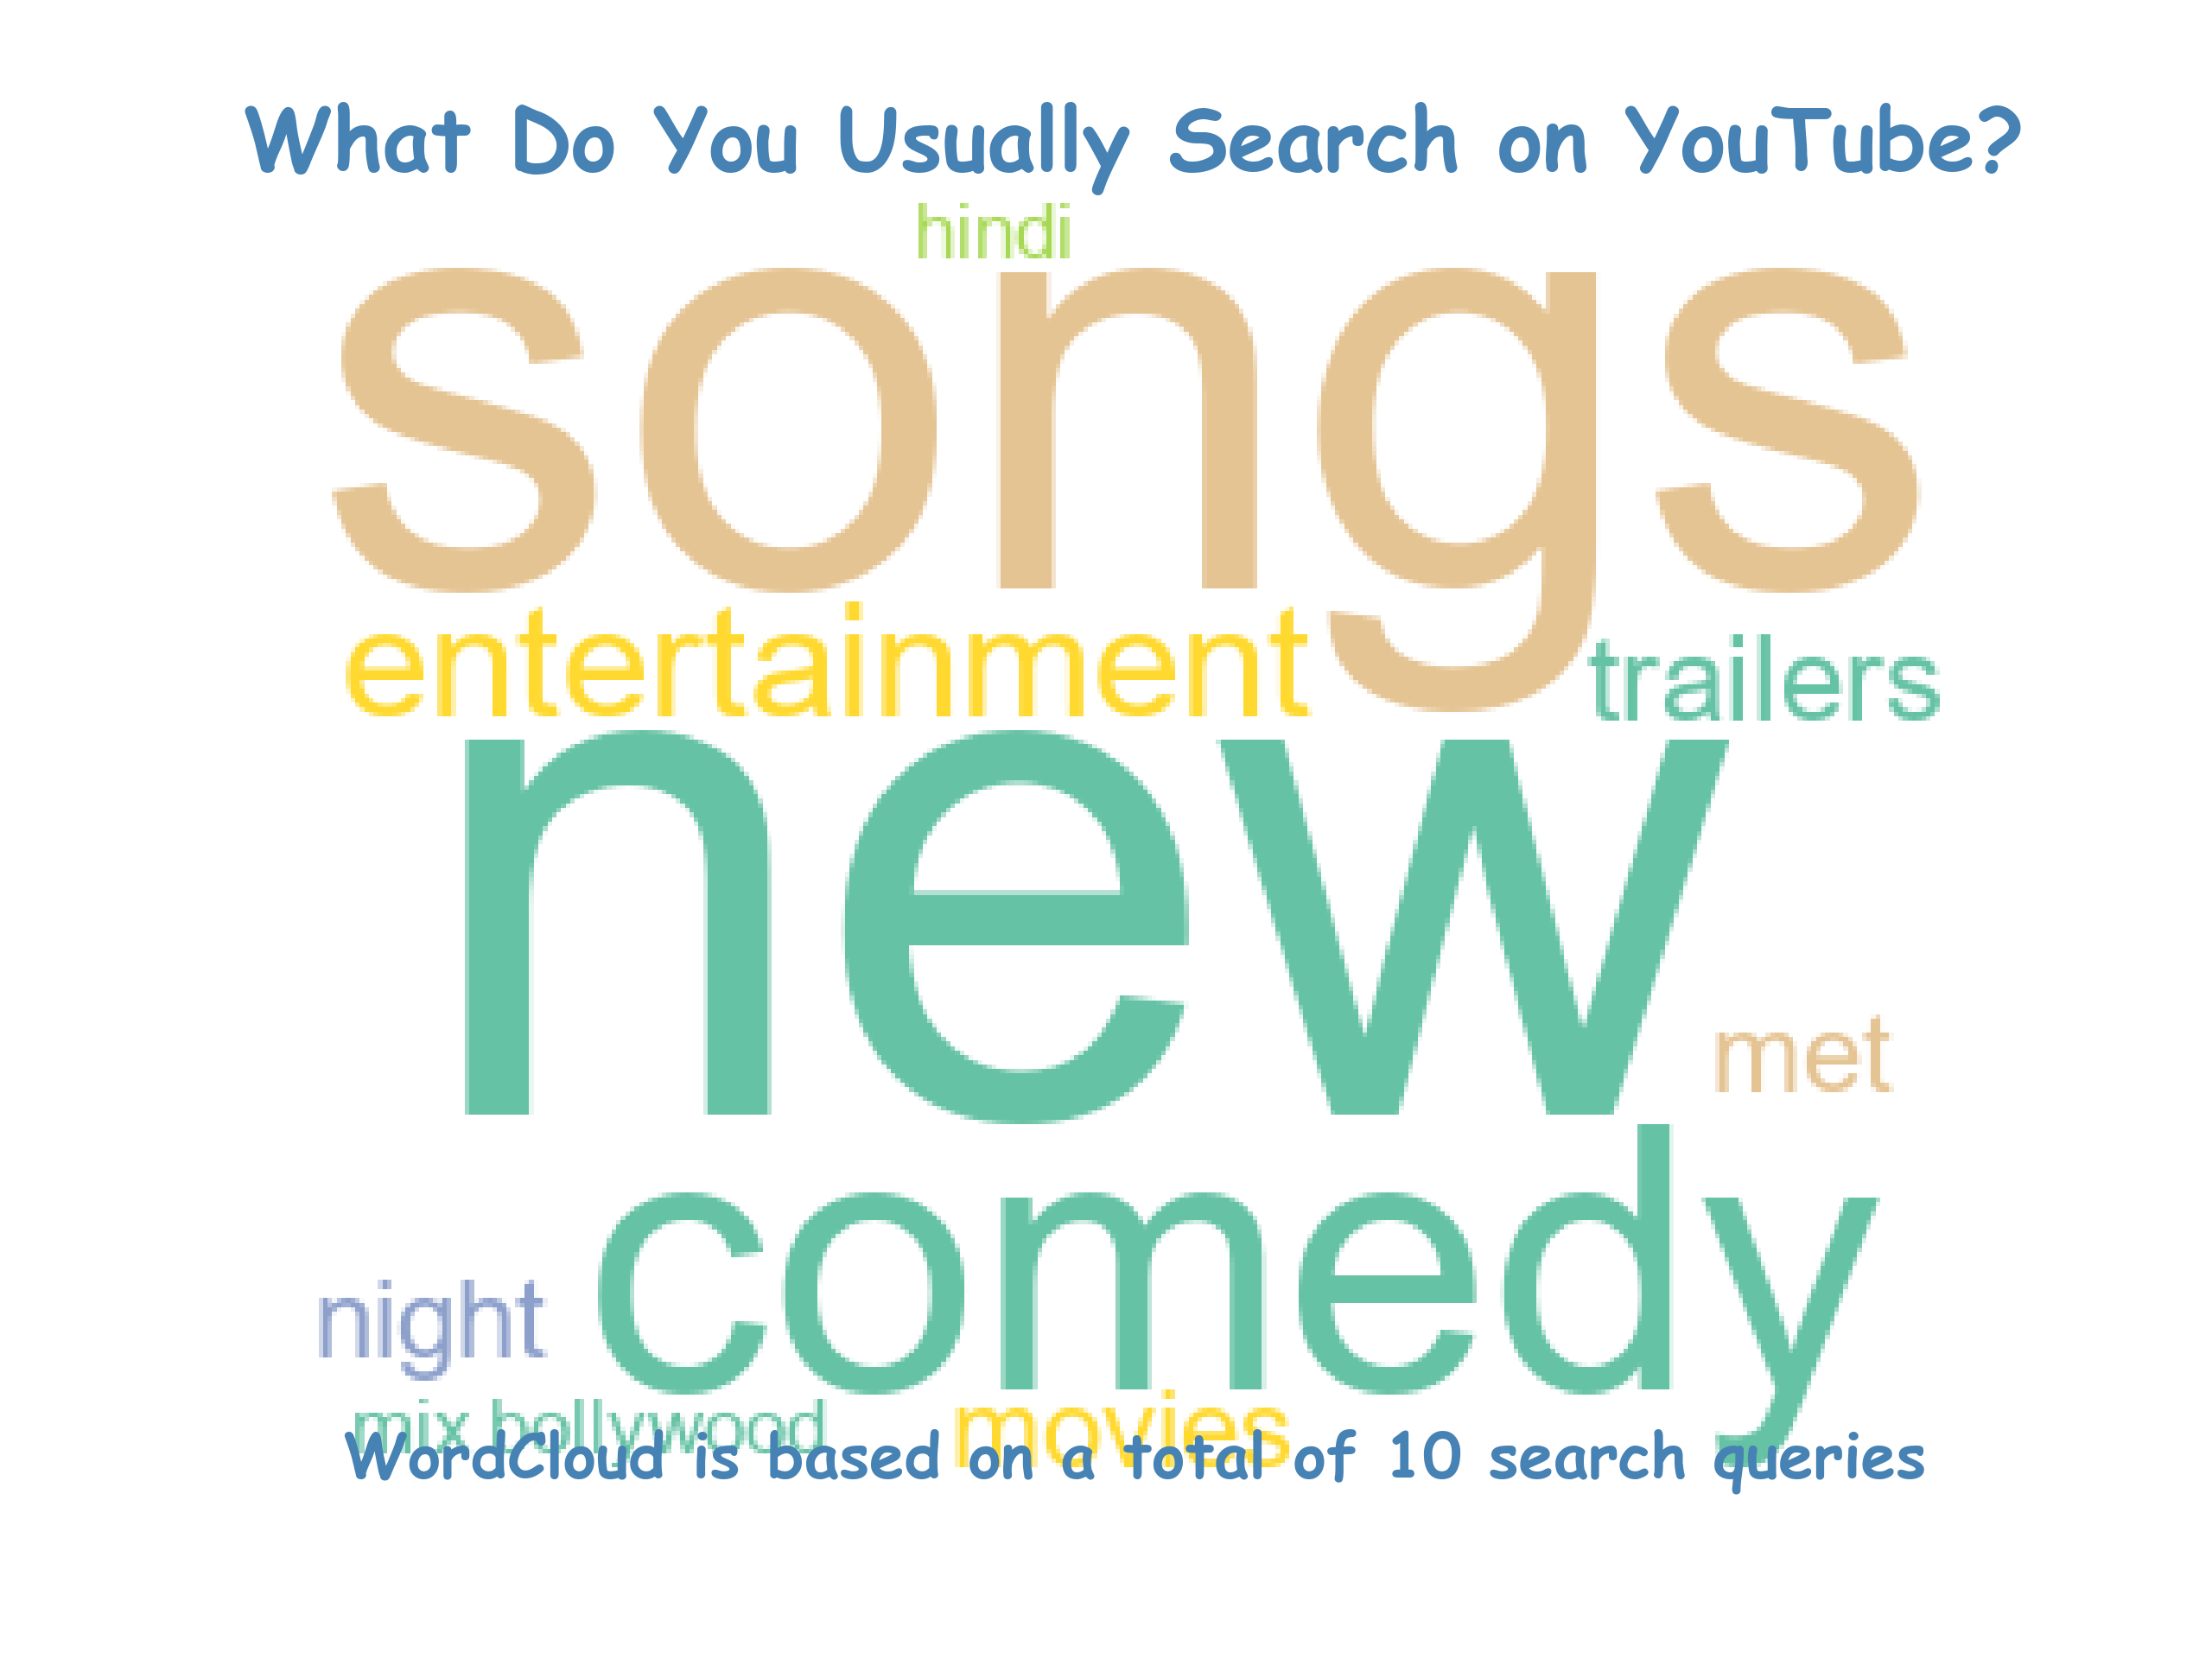 What Do You Usually Search on YouTube?
hindi
songs
entertainment
trailers
new
met
comedy
night
mix bollywood
movies
WordCloud is based on a total of 10 search queries